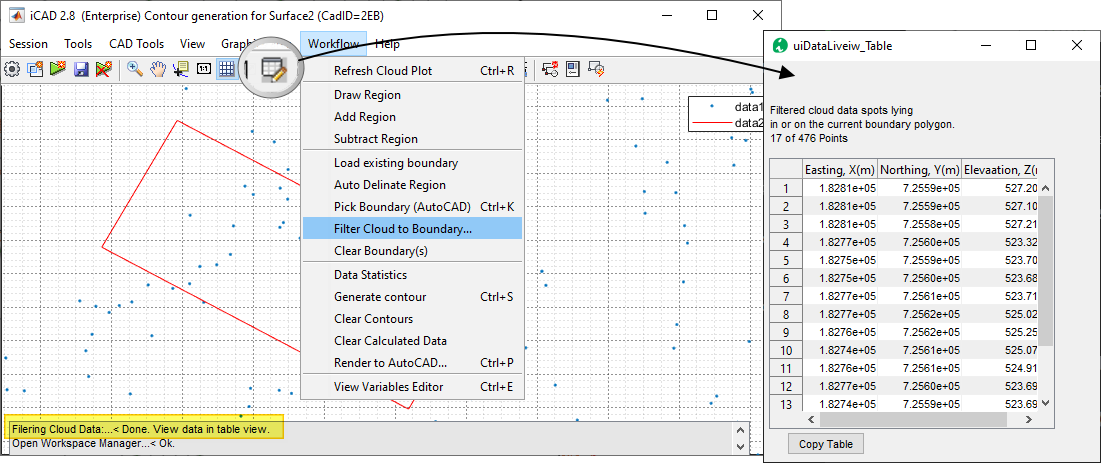 iCAD 2.8 (Enterprise) Contour generation for Surface2 (CadID=2EB)
Session Tools CAD Tools View Graphi Workflow Help
1:1
Refresh Cloud Plot Ctrl+R
Draw Region
Add Region
Subtract Region
Load existing boundary
Auto Delinate Region
Pick Boundary (AutoCAD) Ctrl+K
Filter Cloud to Boundary...
Clear Boundary(s)
Data Statistics
Generate contour Ctrl+S
Clear Contours
Clear Calculated Data
Render to AutoCAD... Ctrl+P
View Variables Editor Ctrl+E
data1
data2
Filering Cloud Data:...< Done. View data in table view.
Open Workspace Manager...< Ok.
uiDataLiveiw_Table
Filtered cloud data spots lying
in or on the current boundary polygon.
17 of 476 Points
Easting, X(m) Northing, Y(m) Elevaation, Z(r
1 1.8281e+05 7.2559e+05 527.20
2 1.8281e+05 7.2559e+05 527.10
3 1.8281e+05 7.2558e+05 527.21
4 1.8277e+05 7.2560e+05 523.32
5 1.8275e+05 7.2559e+05 523.70
6 1.8275e+05 7.2560e+05 523.68
7 1.8277e+05 7.2561e+05 523.71
8 1.8277e+05 7.2562e+05 525.02
9 1.8276e+05 7.2562e+05 525.25
10 1.8274e+05 7.2561e+05 525.07
11 1.8276e+05 7.2561e+05 524.91
12 1.8277e+05 7.2560e+05 523.69
13 1.8274e+05 7.2559e+05 523.69
Copy Table